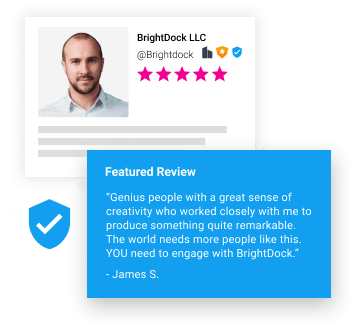 BrightDock LLC
@Brightdock
Featured Review
“Genius people with a great sense of
creativity who worked closely with me to
produce something quite remarkable.
The world needs more people like this.
YOU need to engage with BrightDock.”
- James S.